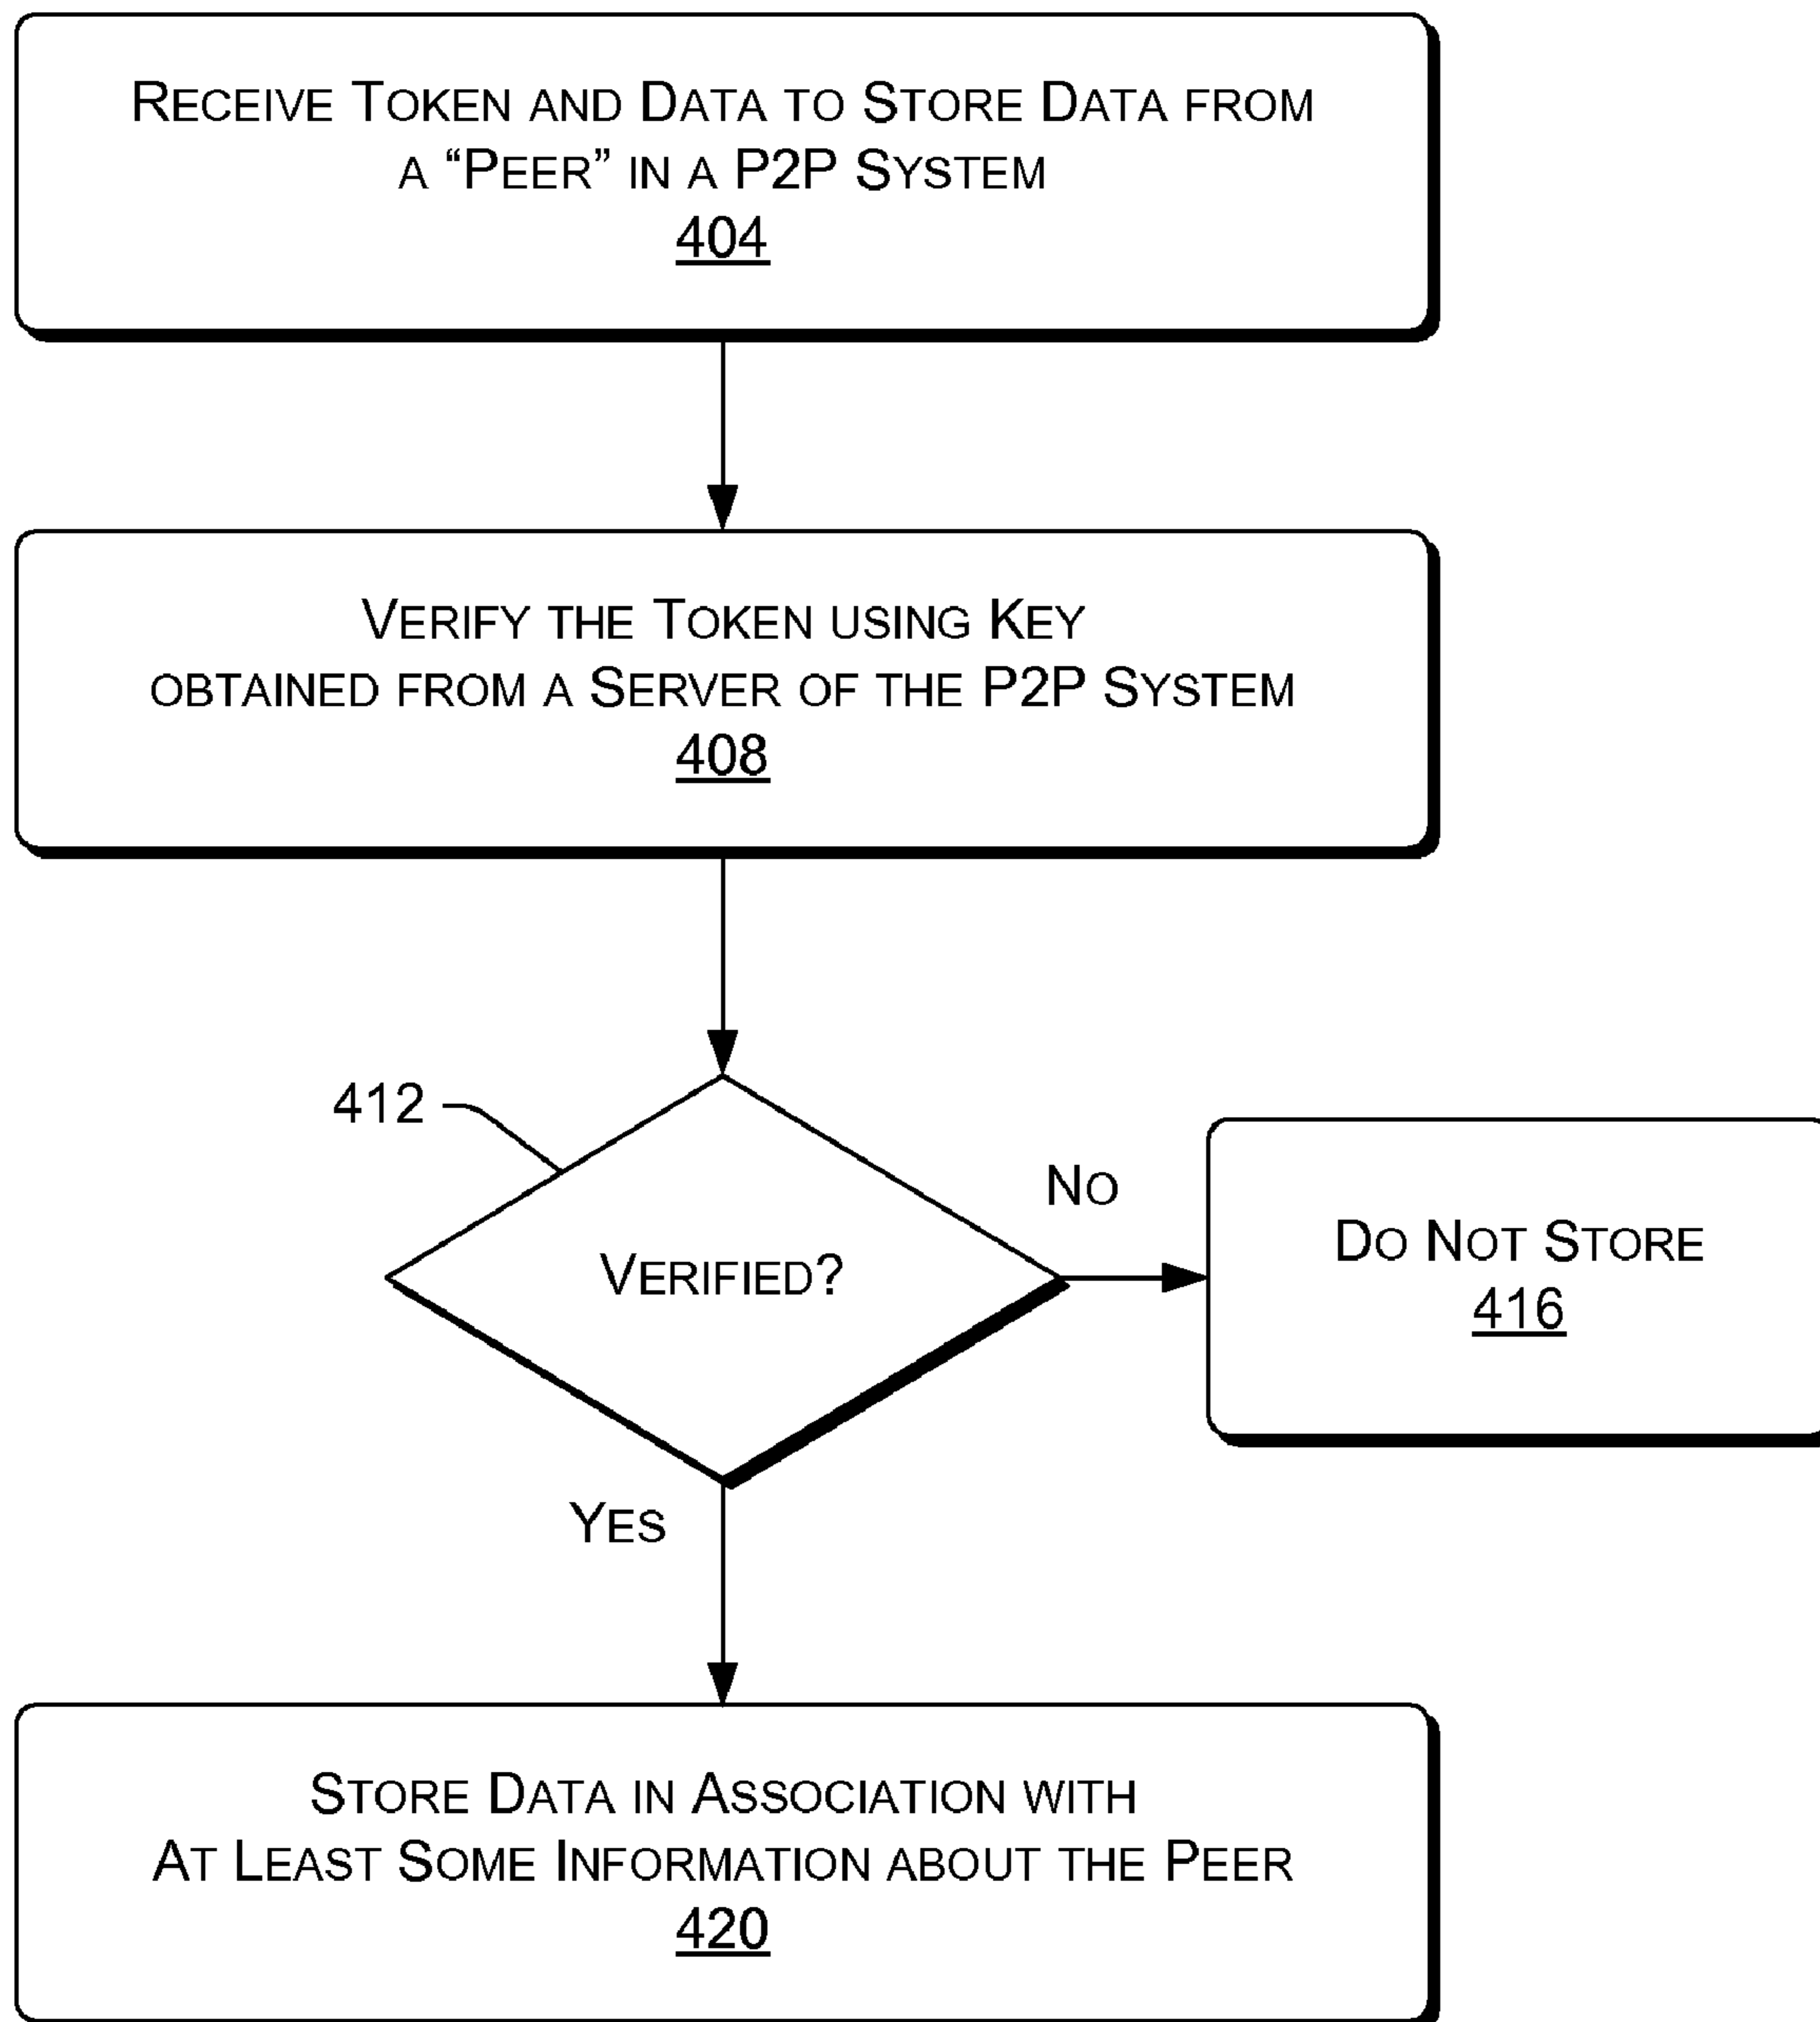 Receive Token and Data to Store Data from
a “Peer” in a P2P System
404
Verify the Token using Key
obtained from a Server of the P2P System
408
412
Verified?
No
Do Not Store
416
Yes
Store Data in Association with
At Least Some Information about the Peer
420